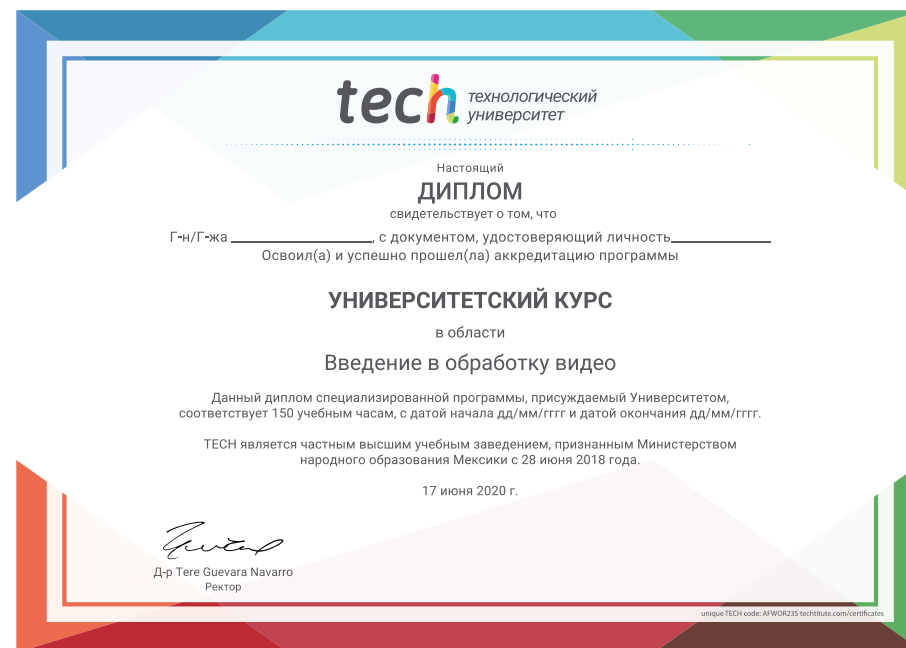 tech технологический
университет
Настоящий
ДИПЛОМ
свидетельствует о том, что
Г-н/Г-жа ____________________, с документом, удостоверяющий личность______________
Освоил(а) и успешно прошел(ла) аккредитацию программы
УНИВЕРСИТЕТСКИЙ КУРС
в области
Введение в обработку видео
Данный диплом специализированной программы, присуждаемый Университетом,
соответствует 150 учебным часам, с датой начала дд/мм/гггг и датой окончания дд/мм/гггг.
TECH является частным высшим учебным заведением, признанным Министерством
народного образования Мексики с 28 июня 2018 года.
17 июня 2020 г.
Д-р Tere Guevara Navarro
Ректор
unique TECH code: AFWOR23S techtitute.com/certificates